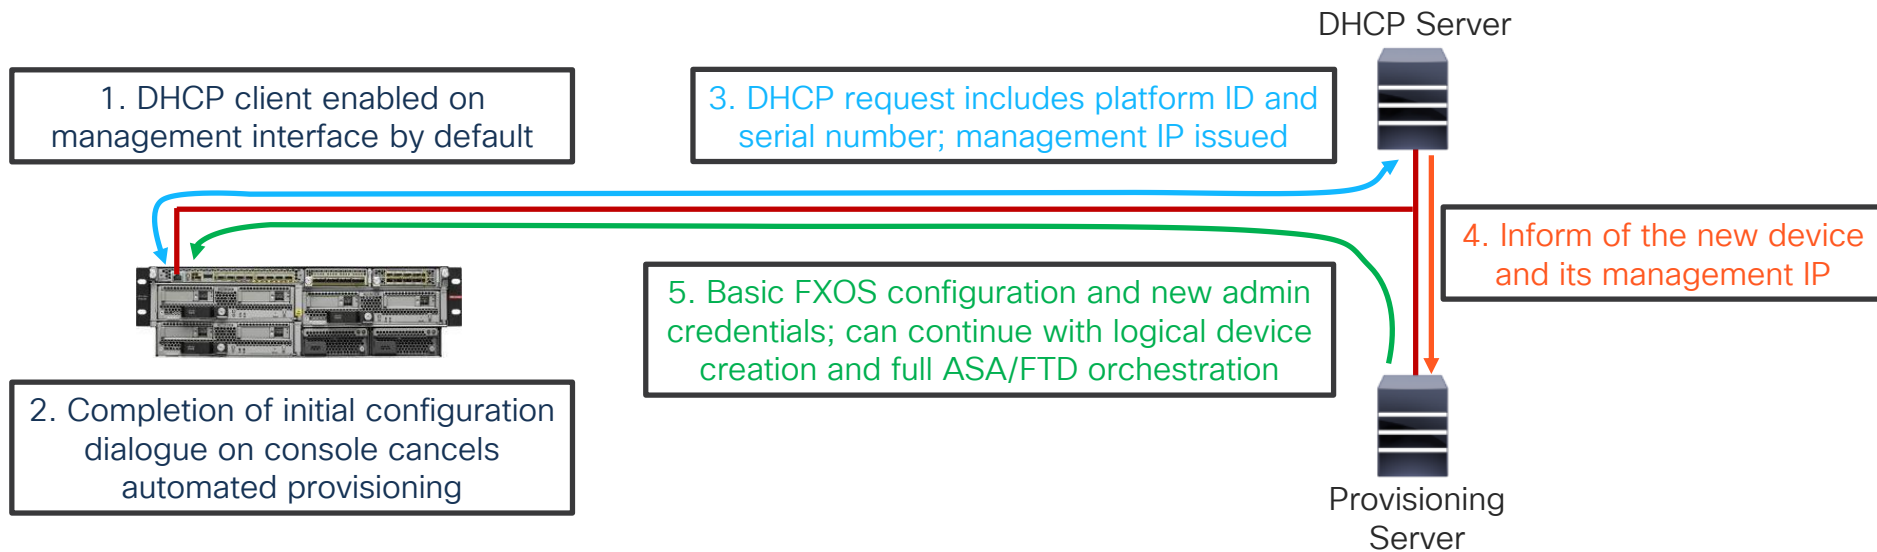 DHCP Server
1. DHCP client enabled on
management interface by default
3. DHCP request includes platform ID and
serial number; management IP issued
4. Inform of the new device
and its management IP
5. Basic FXOS configuration and new admin
credentials; can continue with logical device
creation and full ASA/FTD orchestration
2. Completion of initial configuration
dialogue on console cancels
automated provisioning
Provisioning
Server